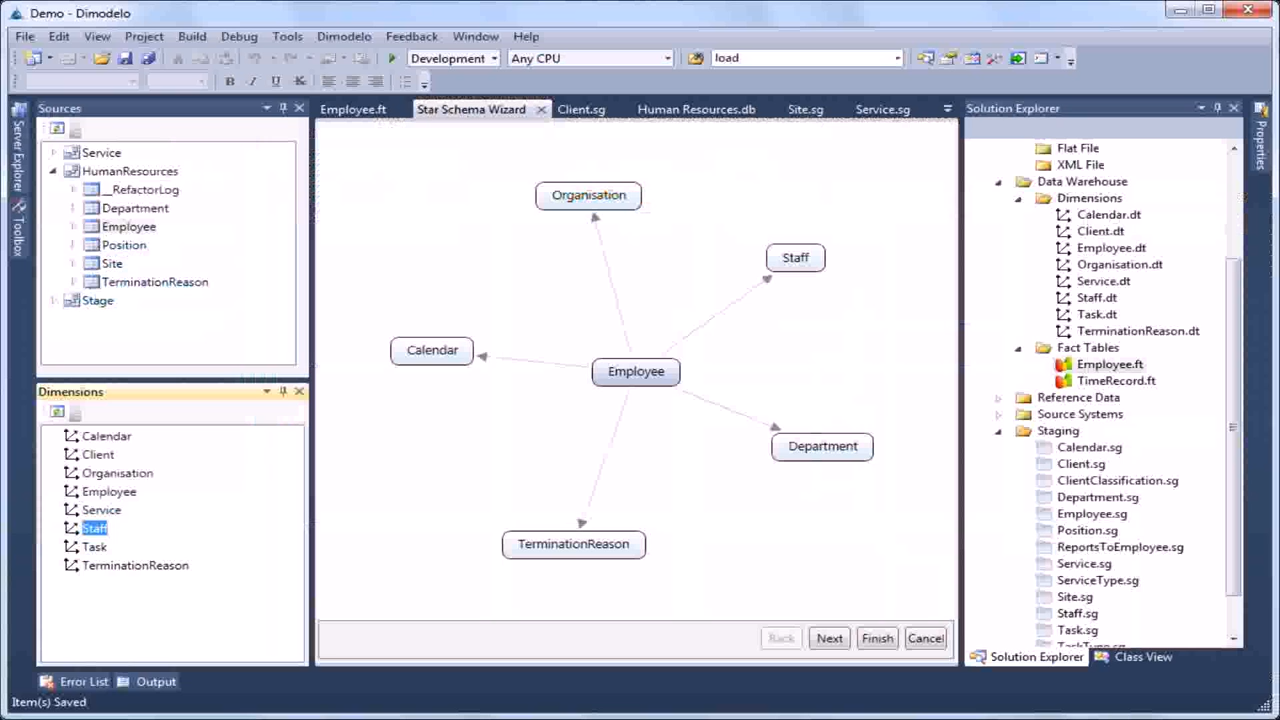 Demo - Dimodelo
File Edit View Project Build Debug Tools Dimodelo Feedback Window Help
Development Any CPU load
B I U K
Server Explorer
Toolbox
Sources
Service
HumanResources
__RefactorLog
Department
Employee
Position
Site
TerminationReason
Stage
Dimensions
Calendar
Client
Organisation
Employee
Service
Staff
Task
TerminationReason
Employee.ft Star Schema Wizard Client.sg Human Resources.db Site.sg Service.sg
Organisation
Staff
Calendar
Employee
Department
TerminationReason
Back Next Finish Cancel
Solution Explorer
Flat File
XML File
Data Warehouse
Dimensions
Calendar.dt
Client.dt
Employee.dt
Organisation.dt
Service.dt
Staff.dt
Task.dt
TerminationReason.dt
Fact Tables
Employee.ft
TimeRecord.ft
Reference Data
Source Systems
Staging
Calendar.sg
Client.sg
ClientClassification.sg
Department.sg
Employee.sg
Position.sg
ReportsToEmployee.sg
Service.sg
ServiceType.sg
Site.sg
Staff.sg
Task.sg
Solution Explorer Class View
Properties
Error List Output
Item(s) Saved